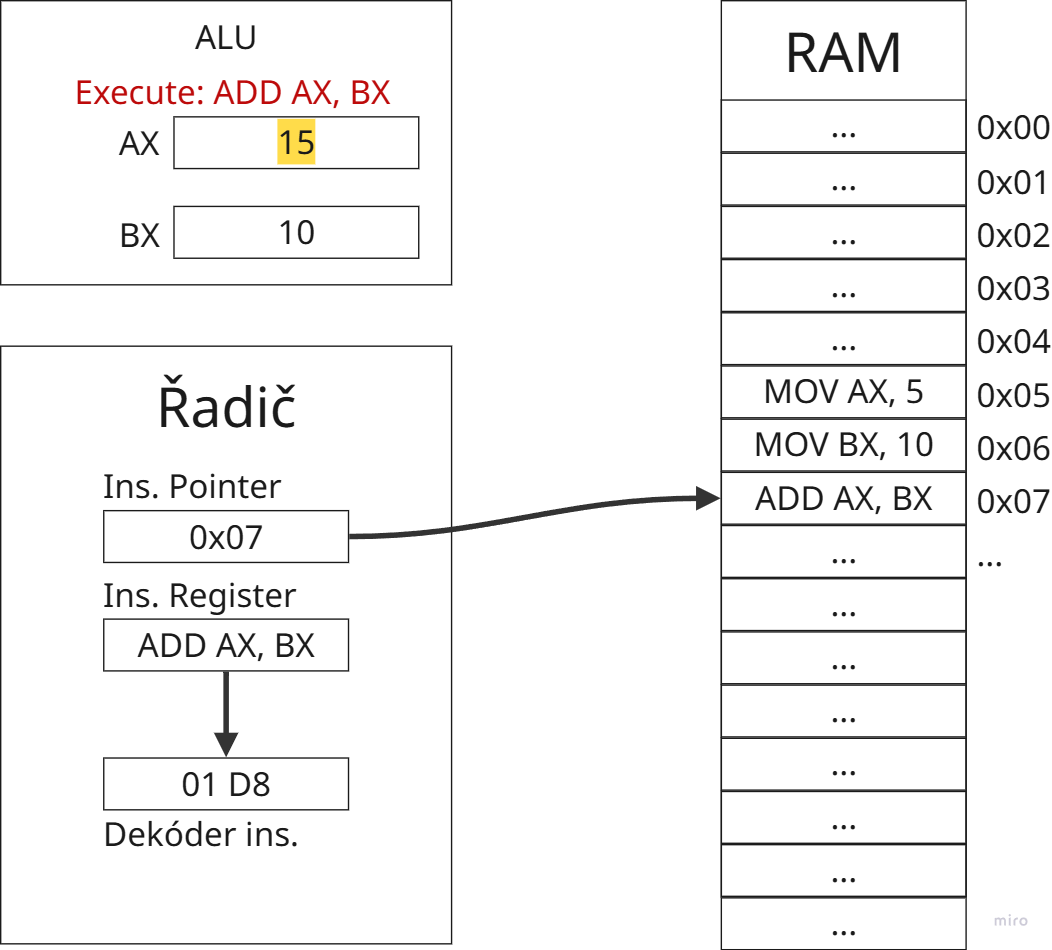 ALU
Execute: ADD AX, BX
AX 15
BX 10
Řadič
Ins. Pointer
0x07
Ins. Register
ADD AX, BX
01 D8
Dekóder ins.
RAM
... 0x00
... 0x01
... 0x02
... 0x03
... 0x04
MOV AX, 5 0x05
MOV BX, 10 0x06
ADD AX, BX 0x07
... ...
...
...
...
...
...
...
...
miro